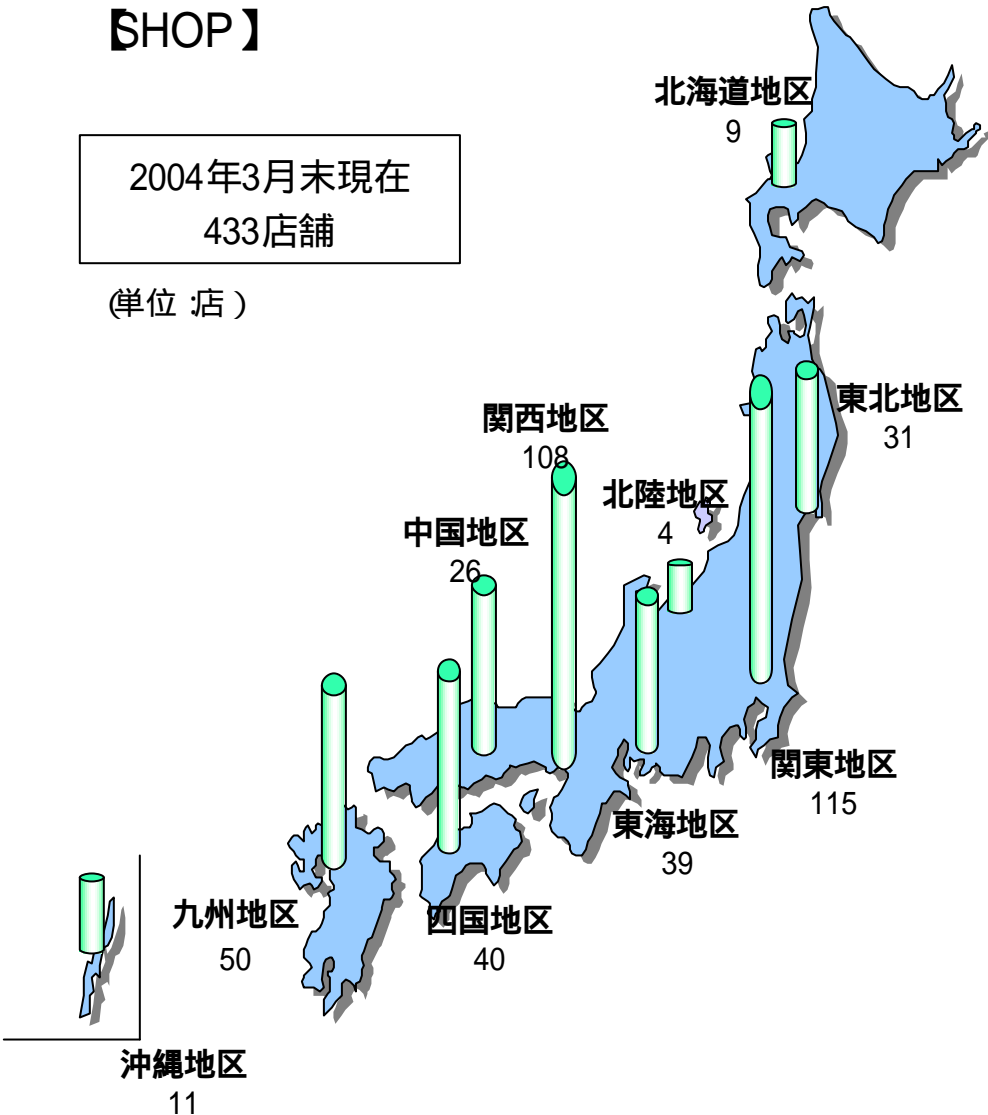 【SHOP】
2004年3月末現在
433店舗
(単位:店)
北海道地区
9
東北地区
31
関西地区
108
北陸地区
4
中国地区
26
関東地区
115
東海地区
39
九州地区
50
四国地区
40
沖縄地区
11